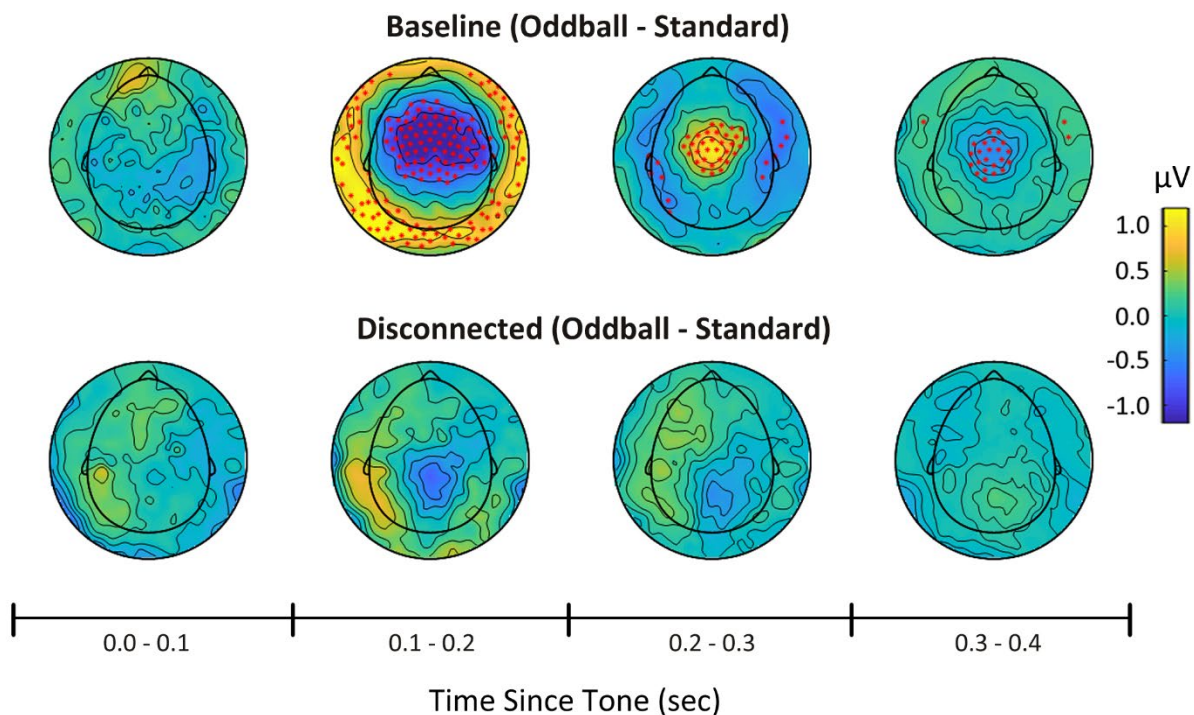 Baseline (Oddball - Standard)
µV
1.0
0.5
0.0
-0.5
-1.0
Disconnected (Oddball - Standard)
0.0 - 0.1
0.1 - 0.2
0.2 - 0.3
0.3 - 0.4
Time Since Tone (sec)